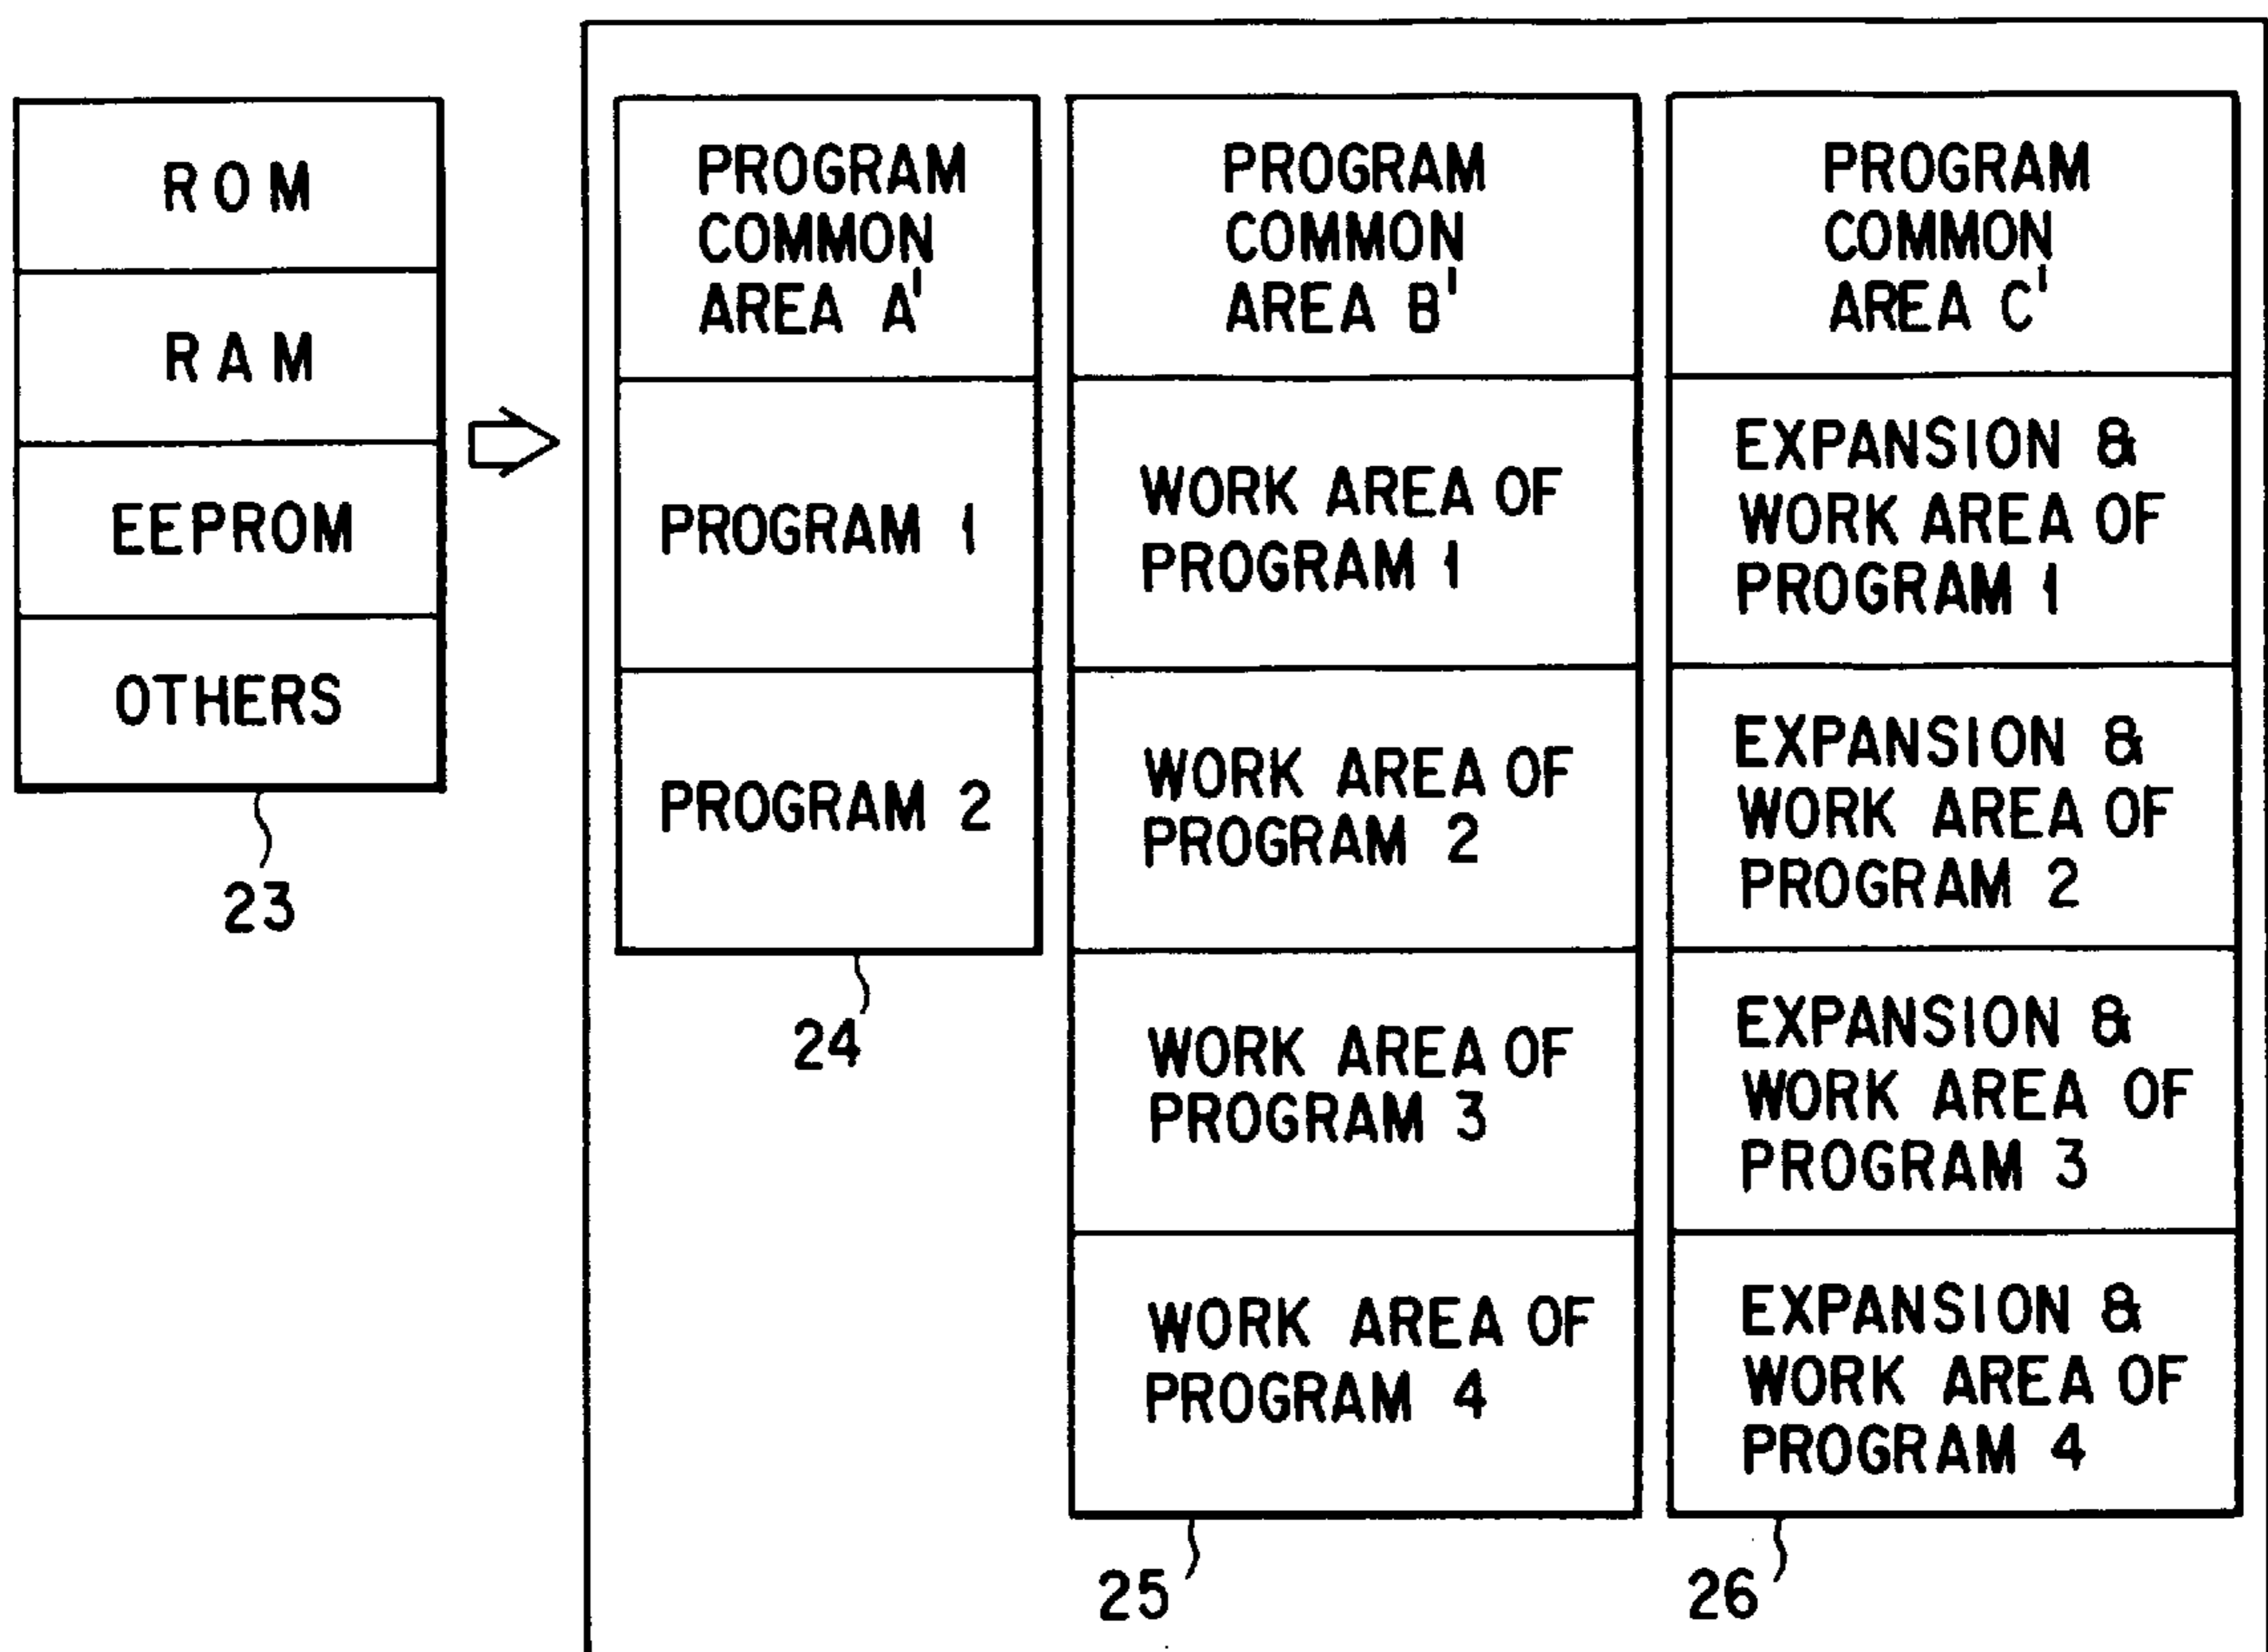 ROM
RAM
EEPROM
OTHERS
23
PROGRAM
COMMON
AREA A'
PROGRAM 1
PROGRAM 2
24
PROGRAM
COMMON
AREA B'
WORK AREA OF
PROGRAM 1
WORK AREA OF
PROGRAM 2
WORK AREA OF
PROGRAM 3
WORK AREA OF
PROGRAM 4
25
PROGRAM
COMMON
AREA C'
EXPANSION &
WORK AREA OF
PROGRAM 1
EXPANSION &
WORK AREA OF
PROGRAM 2
EXPANSION &
WORK AREA OF
PROGRAM 3
EXPANSION &
WORK AREA OF
PROGRAM 4
26